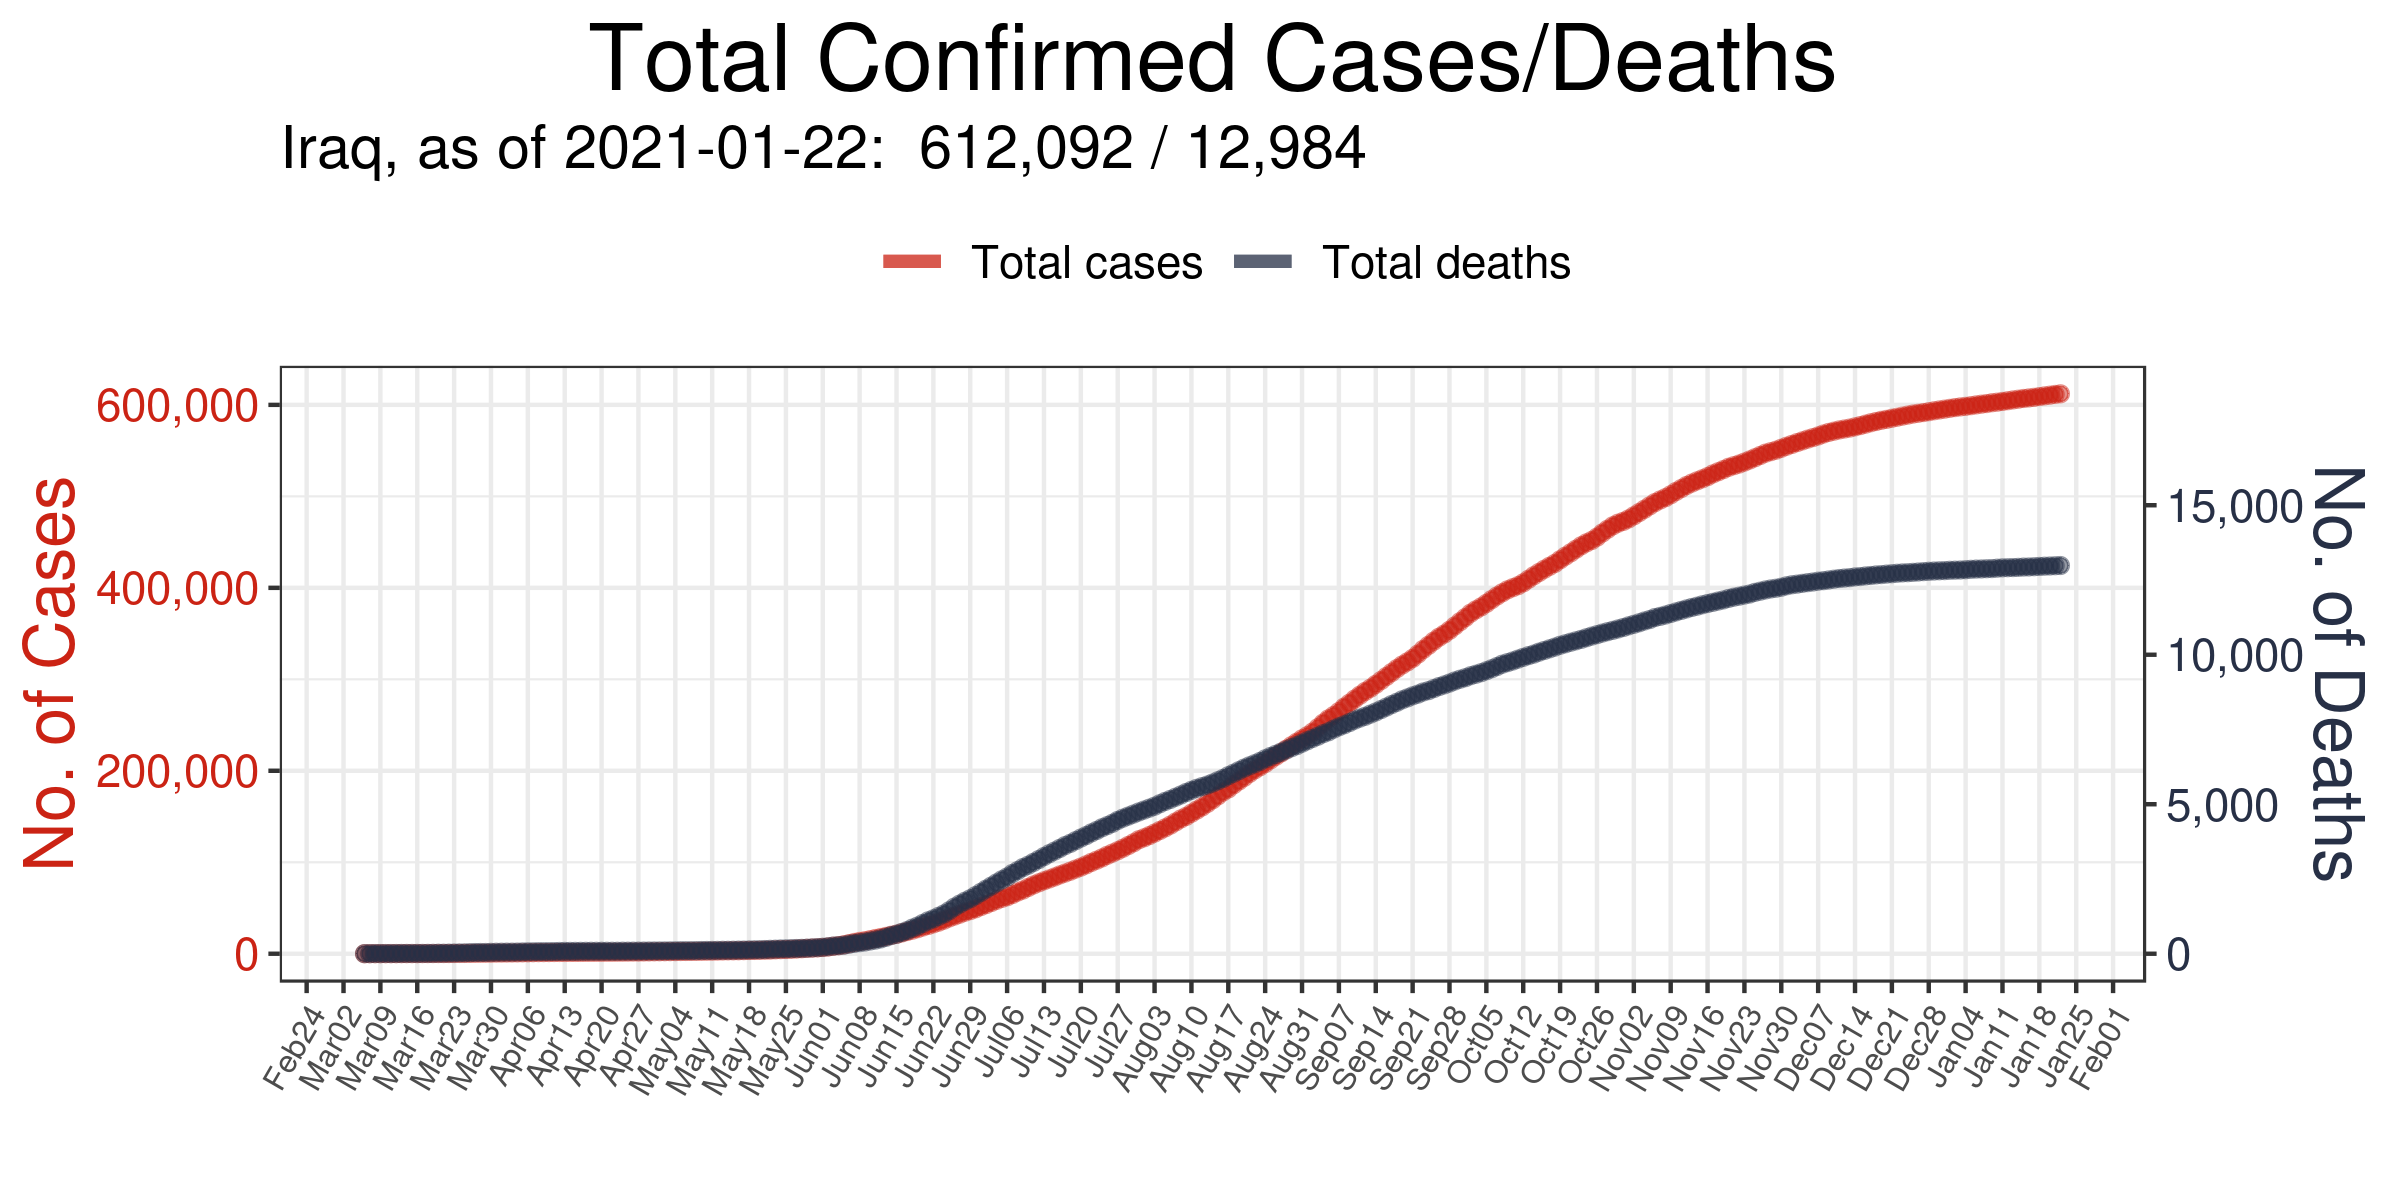 Total Confirmed Cases/Deaths
Iraq, as of 2021-01-22:  612,092 / 12,984
Total cases
Total deaths
No. of Cases
600,000
400,000
200,000
0
15,000
10,000
5,000
0
No. of Deaths
Feb24
Mar02
Mar09
Mar16
Mar23
Mar30
Apr06
Apr13
Apr20
Apr27
May04
May11
May18
May25
Jun01
Jun08
Jun15
Jun22
Jun29
Jul06
Jul13
Jul20
Jul27
Aug03
Aug10
Aug17
Aug24
Aug31
Sep07
Sep14
Sep21
Sep28
Oct05
Oct12
Oct19
Oct26
Nov02
Nov09
Nov16
Nov23
Nov30
Dec07
Dec14
Dec21
Dec28
Jan04
Jan11
Jan18
Jan25
Feb01